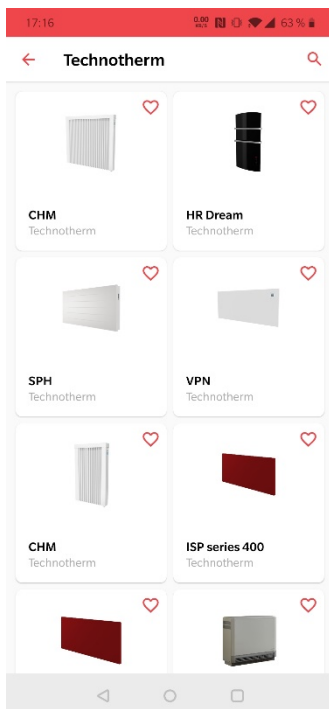 17:16 0.00 KB/S 63 %
Technotherm
CHM
Technotherm
HR Dream
Technotherm
SPH
Technotherm
VPN
Technotherm
CHM
Technotherm
ISP series 400
Technotherm